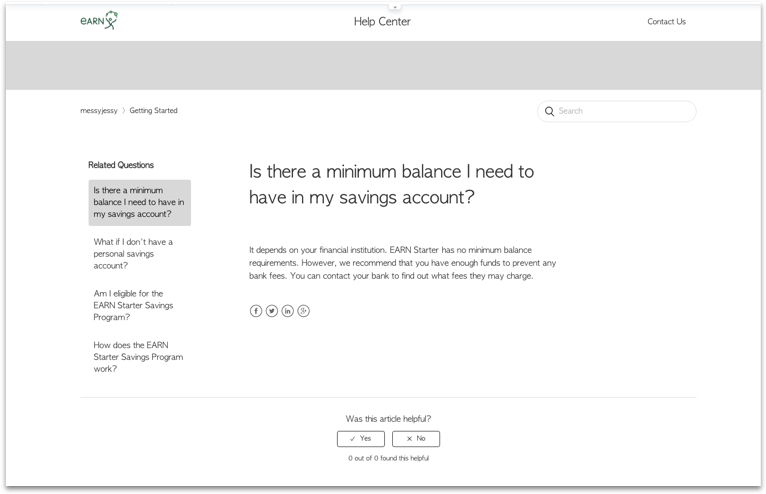 eARN
Help Center
Contact Us
messyjessy > Getting Started
Search
Related Questions
Is there a minimum
balance I need to have in
my savings account?
What if I don't have a
personal savings
account?
Am I eligible for the
EARN Starter Savings
Program?
How does the EARN
Starter Savings Program
work?
Is there a minimum balance I need to
have in my savings account?
It depends on your financial institution. EARN Starter has no minimum balance
requirements. However, we recommend that you have enough funds to prevent any
bank fees. You can contact your bank to find out what fees they may charge.
Was this article helpful?
✓ Yes
✕ No
0 out of 0 found this helpful